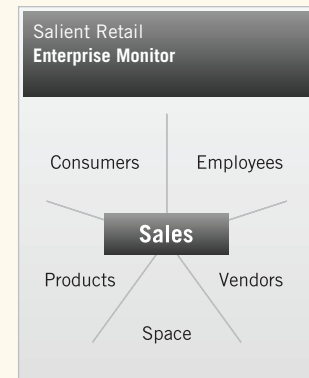 Salient Retail
Enterprise Monitor
Consumers Employees
Sales
Products Vendors
Space